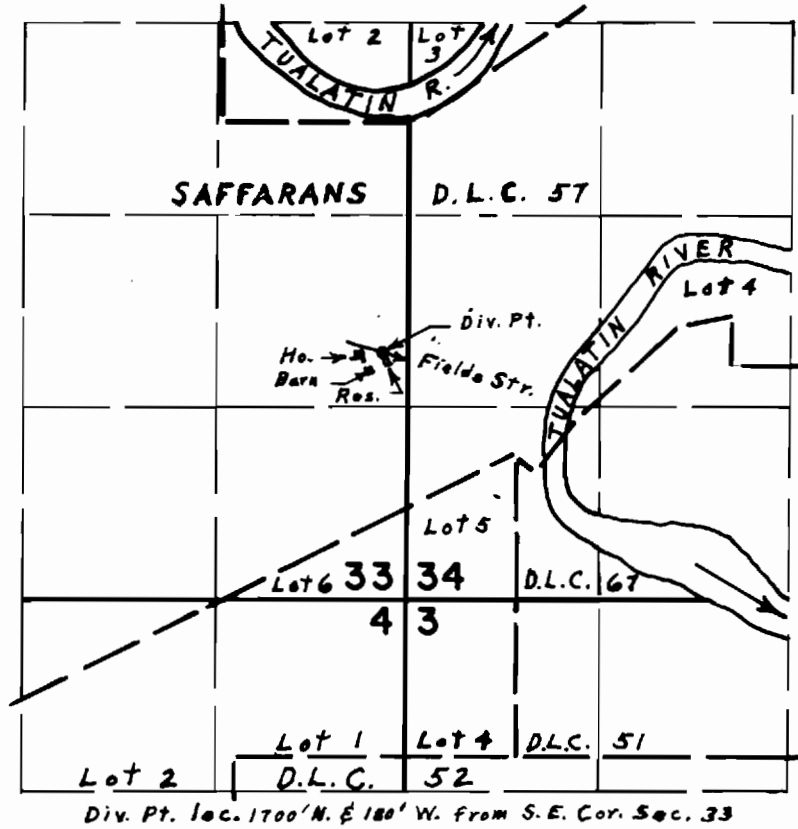 Lot 2 Lot 3
TUALATIN R.
SAFFARANS D.L.C. 57
TUALATIN RIVER
Lot 4
Div. Pt.
Ho.
Fields Str.
Barn
Res.
Lot 5
Lot 6 33 34 D.L.C. 67
4 3
Lot 1 Lot 4 D.L.C. 51
Lot 2 D.L.C. 52
Div. Pt. loc. 1700' N. & 180' W. from S.E. Cor. Sec. 33